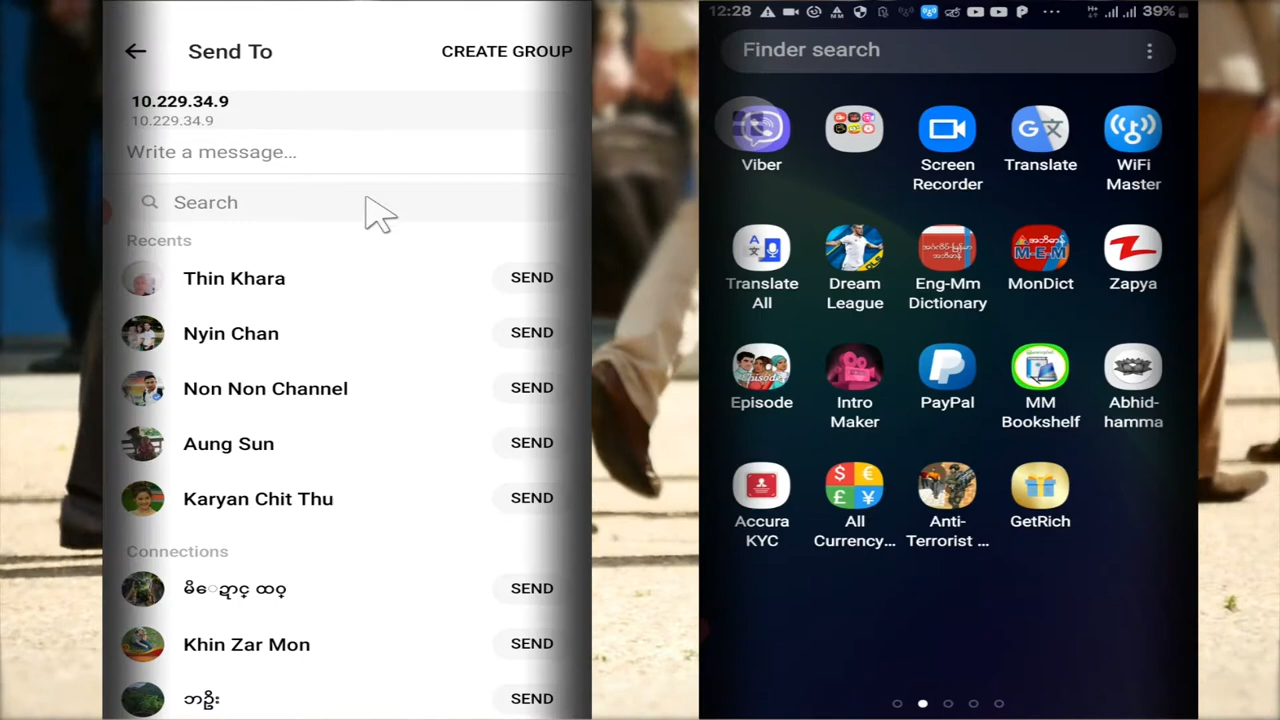 Send To
CREATE GROUP
10.229.34.9
10.229.34.9
Write a message...
Search
Recents
Thin Khara
SEND
Nyin Chan
SEND
Non Non Channel
SEND
Aung Sun
SEND
Karyan Chit Thu
SEND
Connections
SEND
Khin Zar Mon
SEND
ဘဦး
SEND
12:28
39%
Finder search
Viber
Screen
Recorder
Translate
WiFi
Master
Translate
All
Dream
League
Eng-Mm
Dictionary
M-E-M
MonDict
Zapya
Episode
Episode
Intro
Maker
PayPal
MM
Bookshelf
Abhid-
hamma
Accura
KYC
All
Currency...
Anti-
Terrorist ...
GetRich